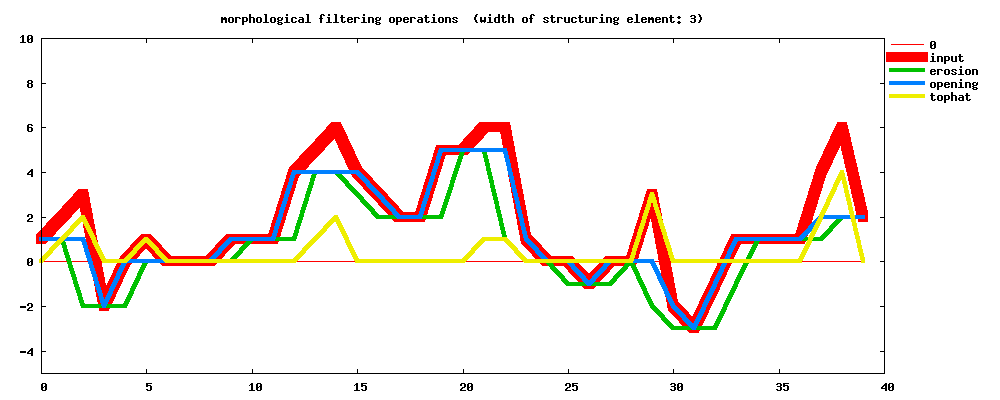 morphological filtering operations (width of structuring element: 3)
10
8
6
4
2
0
-2
-4
0 5 10 15 20 25 30 35 40
0
input
erosion
opening
tophat